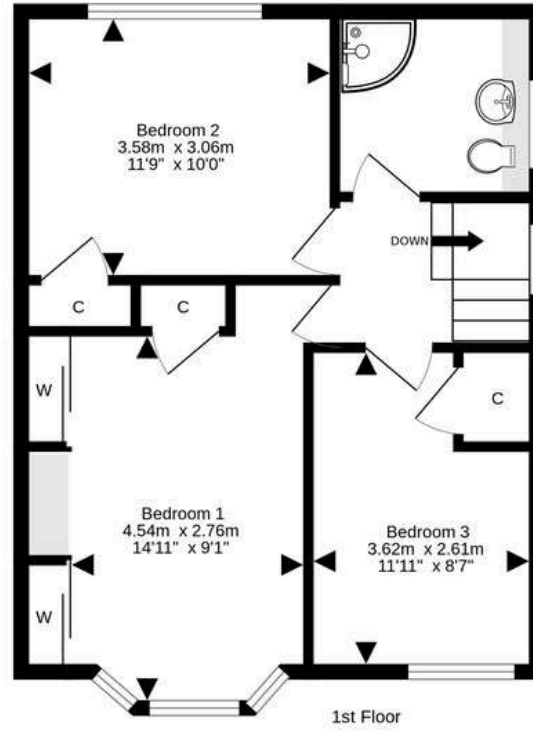 Bedroom 2
3.58m x 3.06m
11'9" x 10'0"
DOWN
C
C
W
C
Bedroom 1
4.54m x 2.76m
14'11" x 9'1"
Bedroom 3
3.62m x 2.61m
11'11" x 8'7"
W
1st Floor